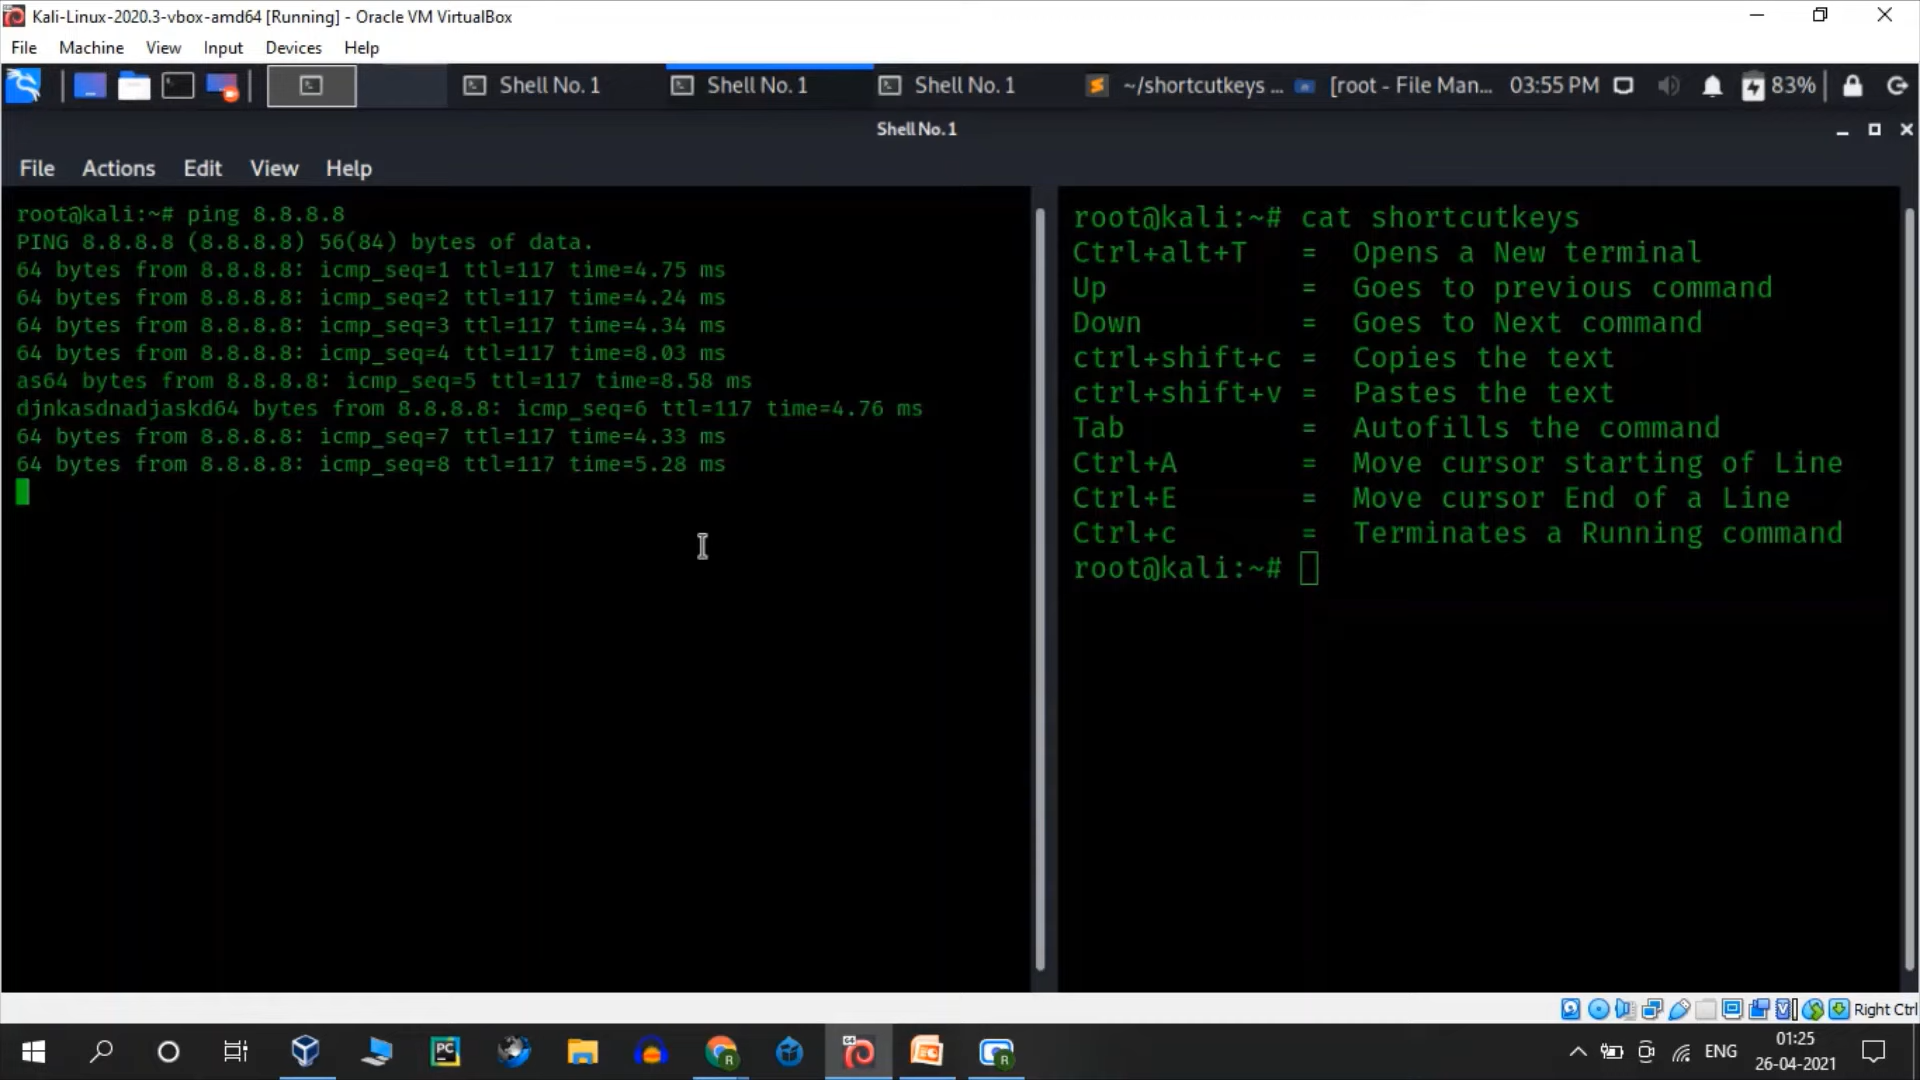 Kali-Linux-2020.3-vbox-amd64 [Running] - Oracle VM VirtualBox
File Machine View Input Devices Help
Shell No. 1 Shell No. 1 Shell No. 1 ~/shortcutkeys ... [root - File Man... 03:55 PM 83%
Shell No. 1
File Actions Edit View Help
root@kali:~# ping 8.8.8.8
PING 8.8.8.8 (8.8.8.8) 56(84) bytes of data.
64 bytes from 8.8.8.8: icmp_seq=1 ttl=117 time=4.75 ms
64 bytes from 8.8.8.8: icmp_seq=2 ttl=117 time=4.24 ms
64 bytes from 8.8.8.8: icmp_seq=3 ttl=117 time=4.34 ms
64 bytes from 8.8.8.8: icmp_seq=4 ttl=117 time=8.03 ms
as64 bytes from 8.8.8.8: icmp_seq=5 ttl=117 time=8.58 ms
djnkasdnadjaskd64 bytes from 8.8.8.8: icmp_seq=6 ttl=117 time=4.76 ms
64 bytes from 8.8.8.8: icmp_seq=7 ttl=117 time=4.33 ms
64 bytes from 8.8.8.8: icmp_seq=8 ttl=117 time=5.28 ms
root@kali:~# cat shortcutkeys
Ctrl+alt+T = Opens a New terminal
Up = Goes to previous command
Down = Goes to Next command
ctrl+shift+c = Copies the text
ctrl+shift+v = Pastes the text
Tab = Autofills the command
Ctrl+A = Move cursor starting of Line
Ctrl+E = Move cursor End of a Line
Ctrl+c = Terminates a Running command
root@kali:~#
Right Ctrl
PC
64
R
R
ENG
01:25
26-04-2021